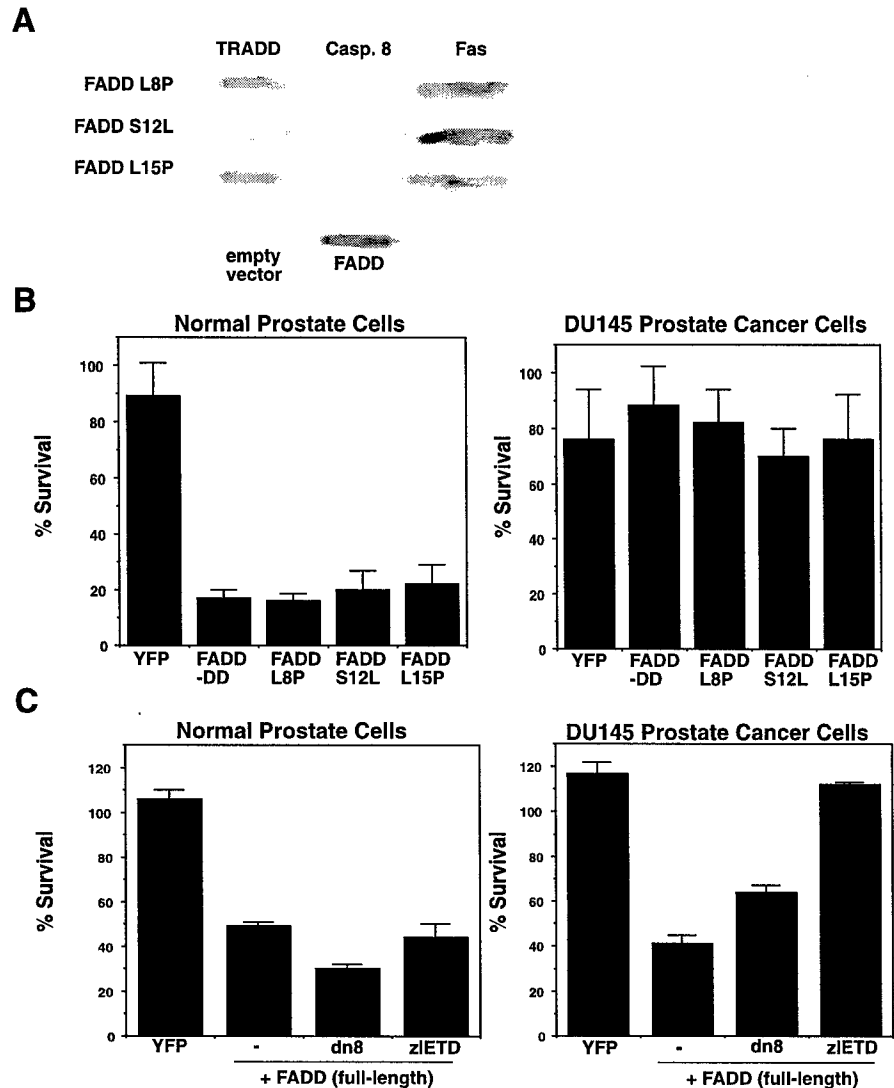 A
TRADD Casp. 8 Fas
FADD L8P
FADD S12L
FADD L15P
empty
vector
FADD
B
Normal Prostate Cells
% Survival
100
80
60
40
20
0
YFP FADD FADD FADD FADD
-DD L8P S12L L15P
DU145 Prostate Cancer Cells
% Survival
100
80
60
40
20
0
YFP FADD FADD FADD FADD
-DD L8P S12L L15P
C
Normal Prostate Cells
% Survival
120
100
80
60
40
20
0
YFP - dn8 zIETD
+ FADD (full-length)
DU145 Prostate Cancer Cells
% Survival
120
100
80
60
40
20
0
YFP - dn8 zIETD
+ FADD (full-length)